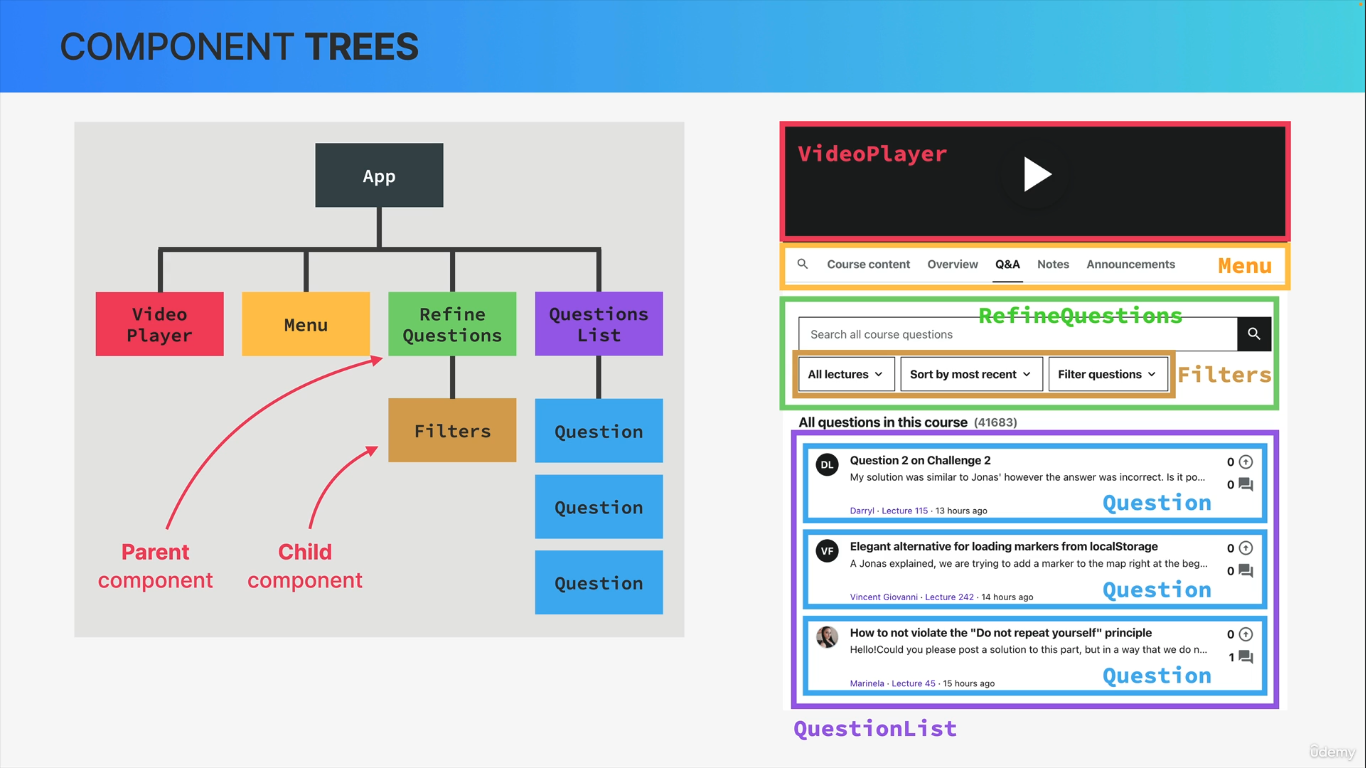 COMPONENT TREES
App
Video
Player
Menu
Refine
Questions
Questions
List
Filters
Question
Question
Question
Parent
component
Child
component
VideoPlayer
Course content Overview Q&A Notes Announcements Menu
RefineQuestions
Search all course questions
All lectures Sort by most recent Filter questions Filters
All questions in this course (41683)
DL Question 2 on Challenge 2 0
My solution was similar to Jonas' however the answer was incorrect. Is it po... 0
Question
Darryl · Lecture 115 · 13 hours ago
VF Elegant alternative for loading markers from localStorage 0
A Jonas explained, we are trying to add a marker to the map right at the beg... 0
Question
Vincent Giovanni · Lecture 242 · 14 hours ago
How to not violate the "Do not repeat yourself" principle 0
Hello!Could you please post a solution to this part, but in a way that we do n... 1
Question
Marinela · Lecture 45 · 15 hours ago
QuestionList
ûdemy